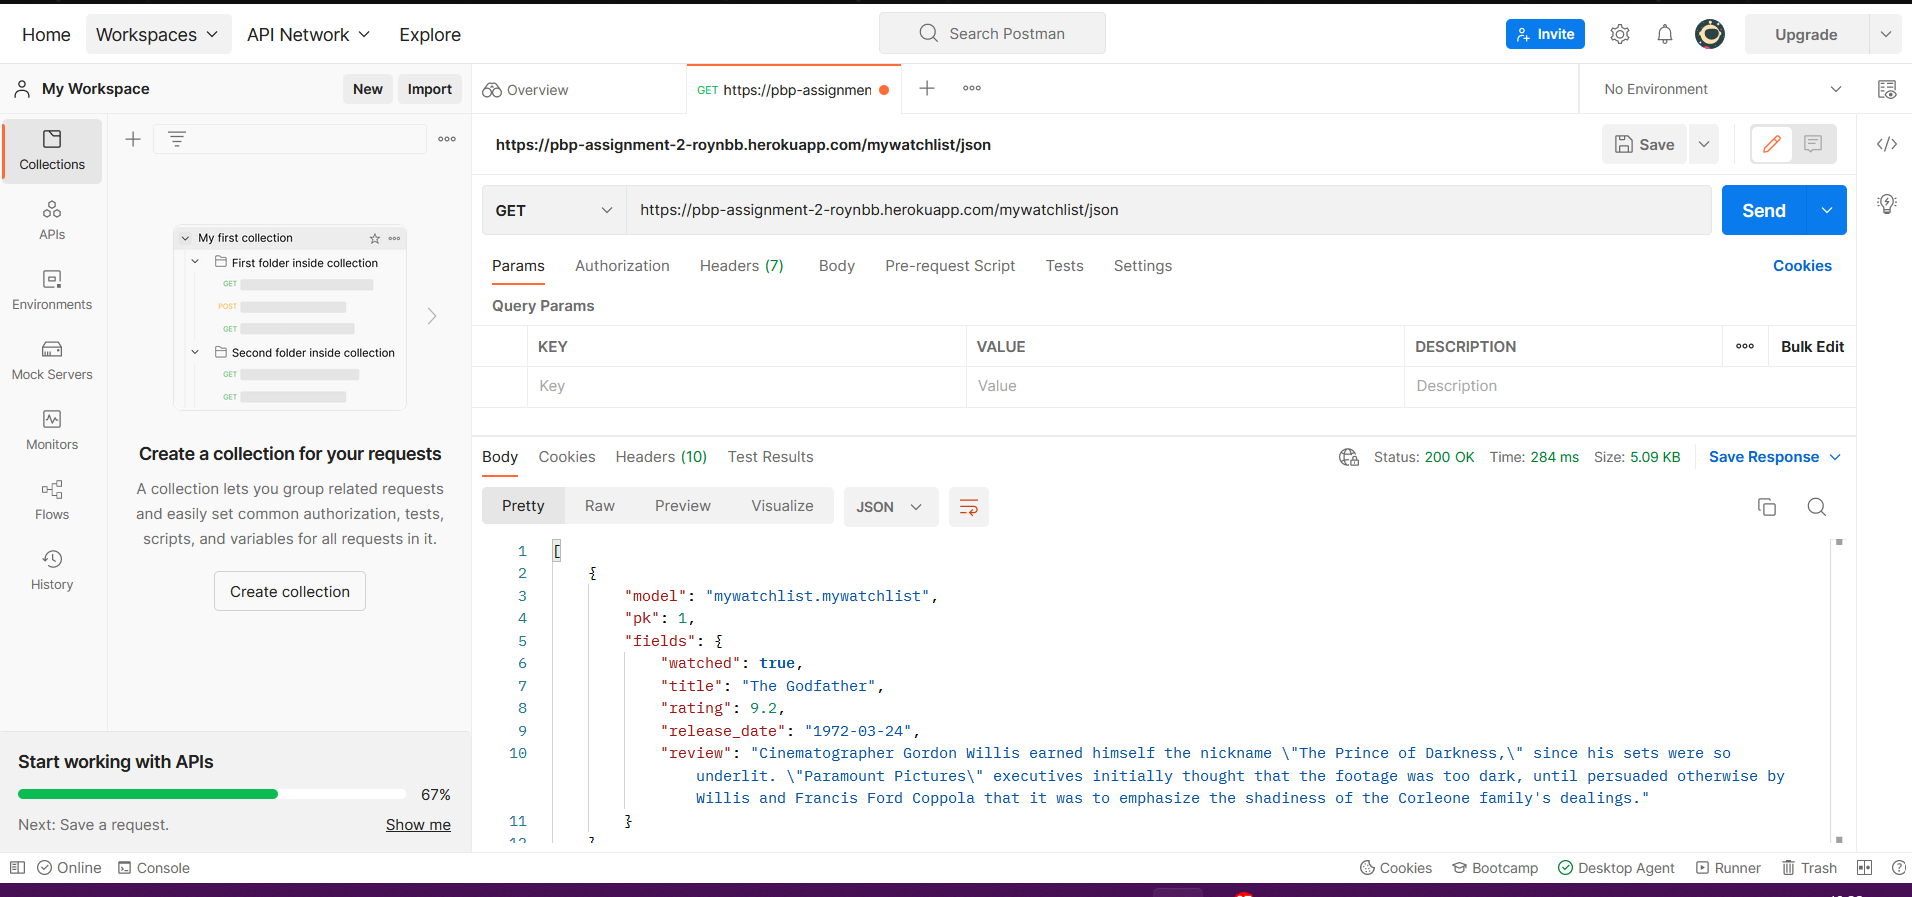 Home Workspaces API Network Explore Search Postman Invite Upgrade
My Workspace New Import
Overview GET https://pbp-assignmen No Environment
Collections
APIs
Environments
Mock Servers
Monitors
Flows
History
My first collection
First folder inside collection
GET
POST
GET
Second folder inside collection
GET
GET
Create a collection for your requests
A collection lets you group related requests
and easily set common authorization, tests,
scripts, and variables for all requests in it.
Create collection
Start working with APIs
67%
Next: Save a request. Show me
https://pbp-assignment-2-roynbb.herokuapp.com/mywatchlist/json Save
GET https://pbp-assignment-2-roynbb.herokuapp.com/mywatchlist/json Send
Params Authorization Headers (7) Body Pre-request Script Tests Settings Cookies
Query Params
KEY VALUE DESCRIPTION Bulk Edit
Key Value Description
Body Cookies Headers (10) Test Results Status: 200 OK Time: 284 ms Size: 5.09 KB Save Response
Pretty Raw Preview Visualize JSON
1 [
2 {
3 "model": "mywatchlist.mywatchlist",
4 "pk": 1,
5 "fields": {
6 "watched": true,
7 "title": "The Godfather",
8 "rating": 9.2,
9 "release_date": "1972-03-24",
10 "review": "Cinematographer Gordon Willis earned himself the nickname \"The Prince of Darkness,\" since his sets were so
underlit. \"Paramount Pictures\" executives initially thought that the footage was too dark, until persuaded otherwise by
Willis and Francis Ford Coppola that it was to emphasize the shadiness of the Corleone family's dealings."
11 }
Online Console Cookies Bootcamp Desktop Agent Runner Trash